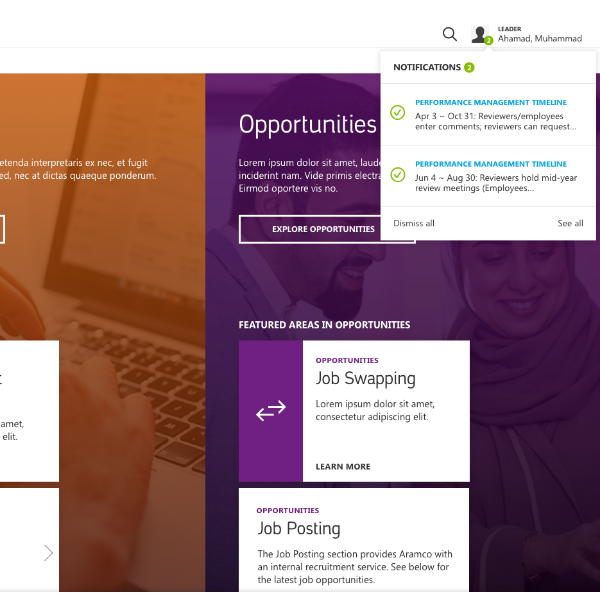 LEADER
Ahamad, Muhammad
2
NOTIFICATIONS 2
PERFORMANCE MANAGEMENT TIMELINE
Apr 3 ~ Oct 31: Reviewers/employees
enter comments; reviewers can request...
PERFORMANCE MANAGEMENT TIMELINE
Jun 4 ~ Aug 30: Reviewers hold mid-year
review meetings (Employees...
Dismiss all
See all
etenda interpretaris ex nec, et fugit
ed, nec at dictas quaeque ponderum.
amet,
elit.
Opportunities
Lorem ipsum dolor sit amet, laude
inciderint nam. Vide primis electra
Eirmod oportere vis no.
EXPLORE OPPORTUNITIES
FEATURED AREAS IN OPPORTUNITIES
OPPORTUNITIES
Job Swapping
Lorem ipsum dolor sit amet,
consectetur adipiscing elit.
LEARN MORE
OPPORTUNITIES
Job Posting
The Job Posting section provides Aramco with
an internal recruitment service. See below for
the latest job opportunities.